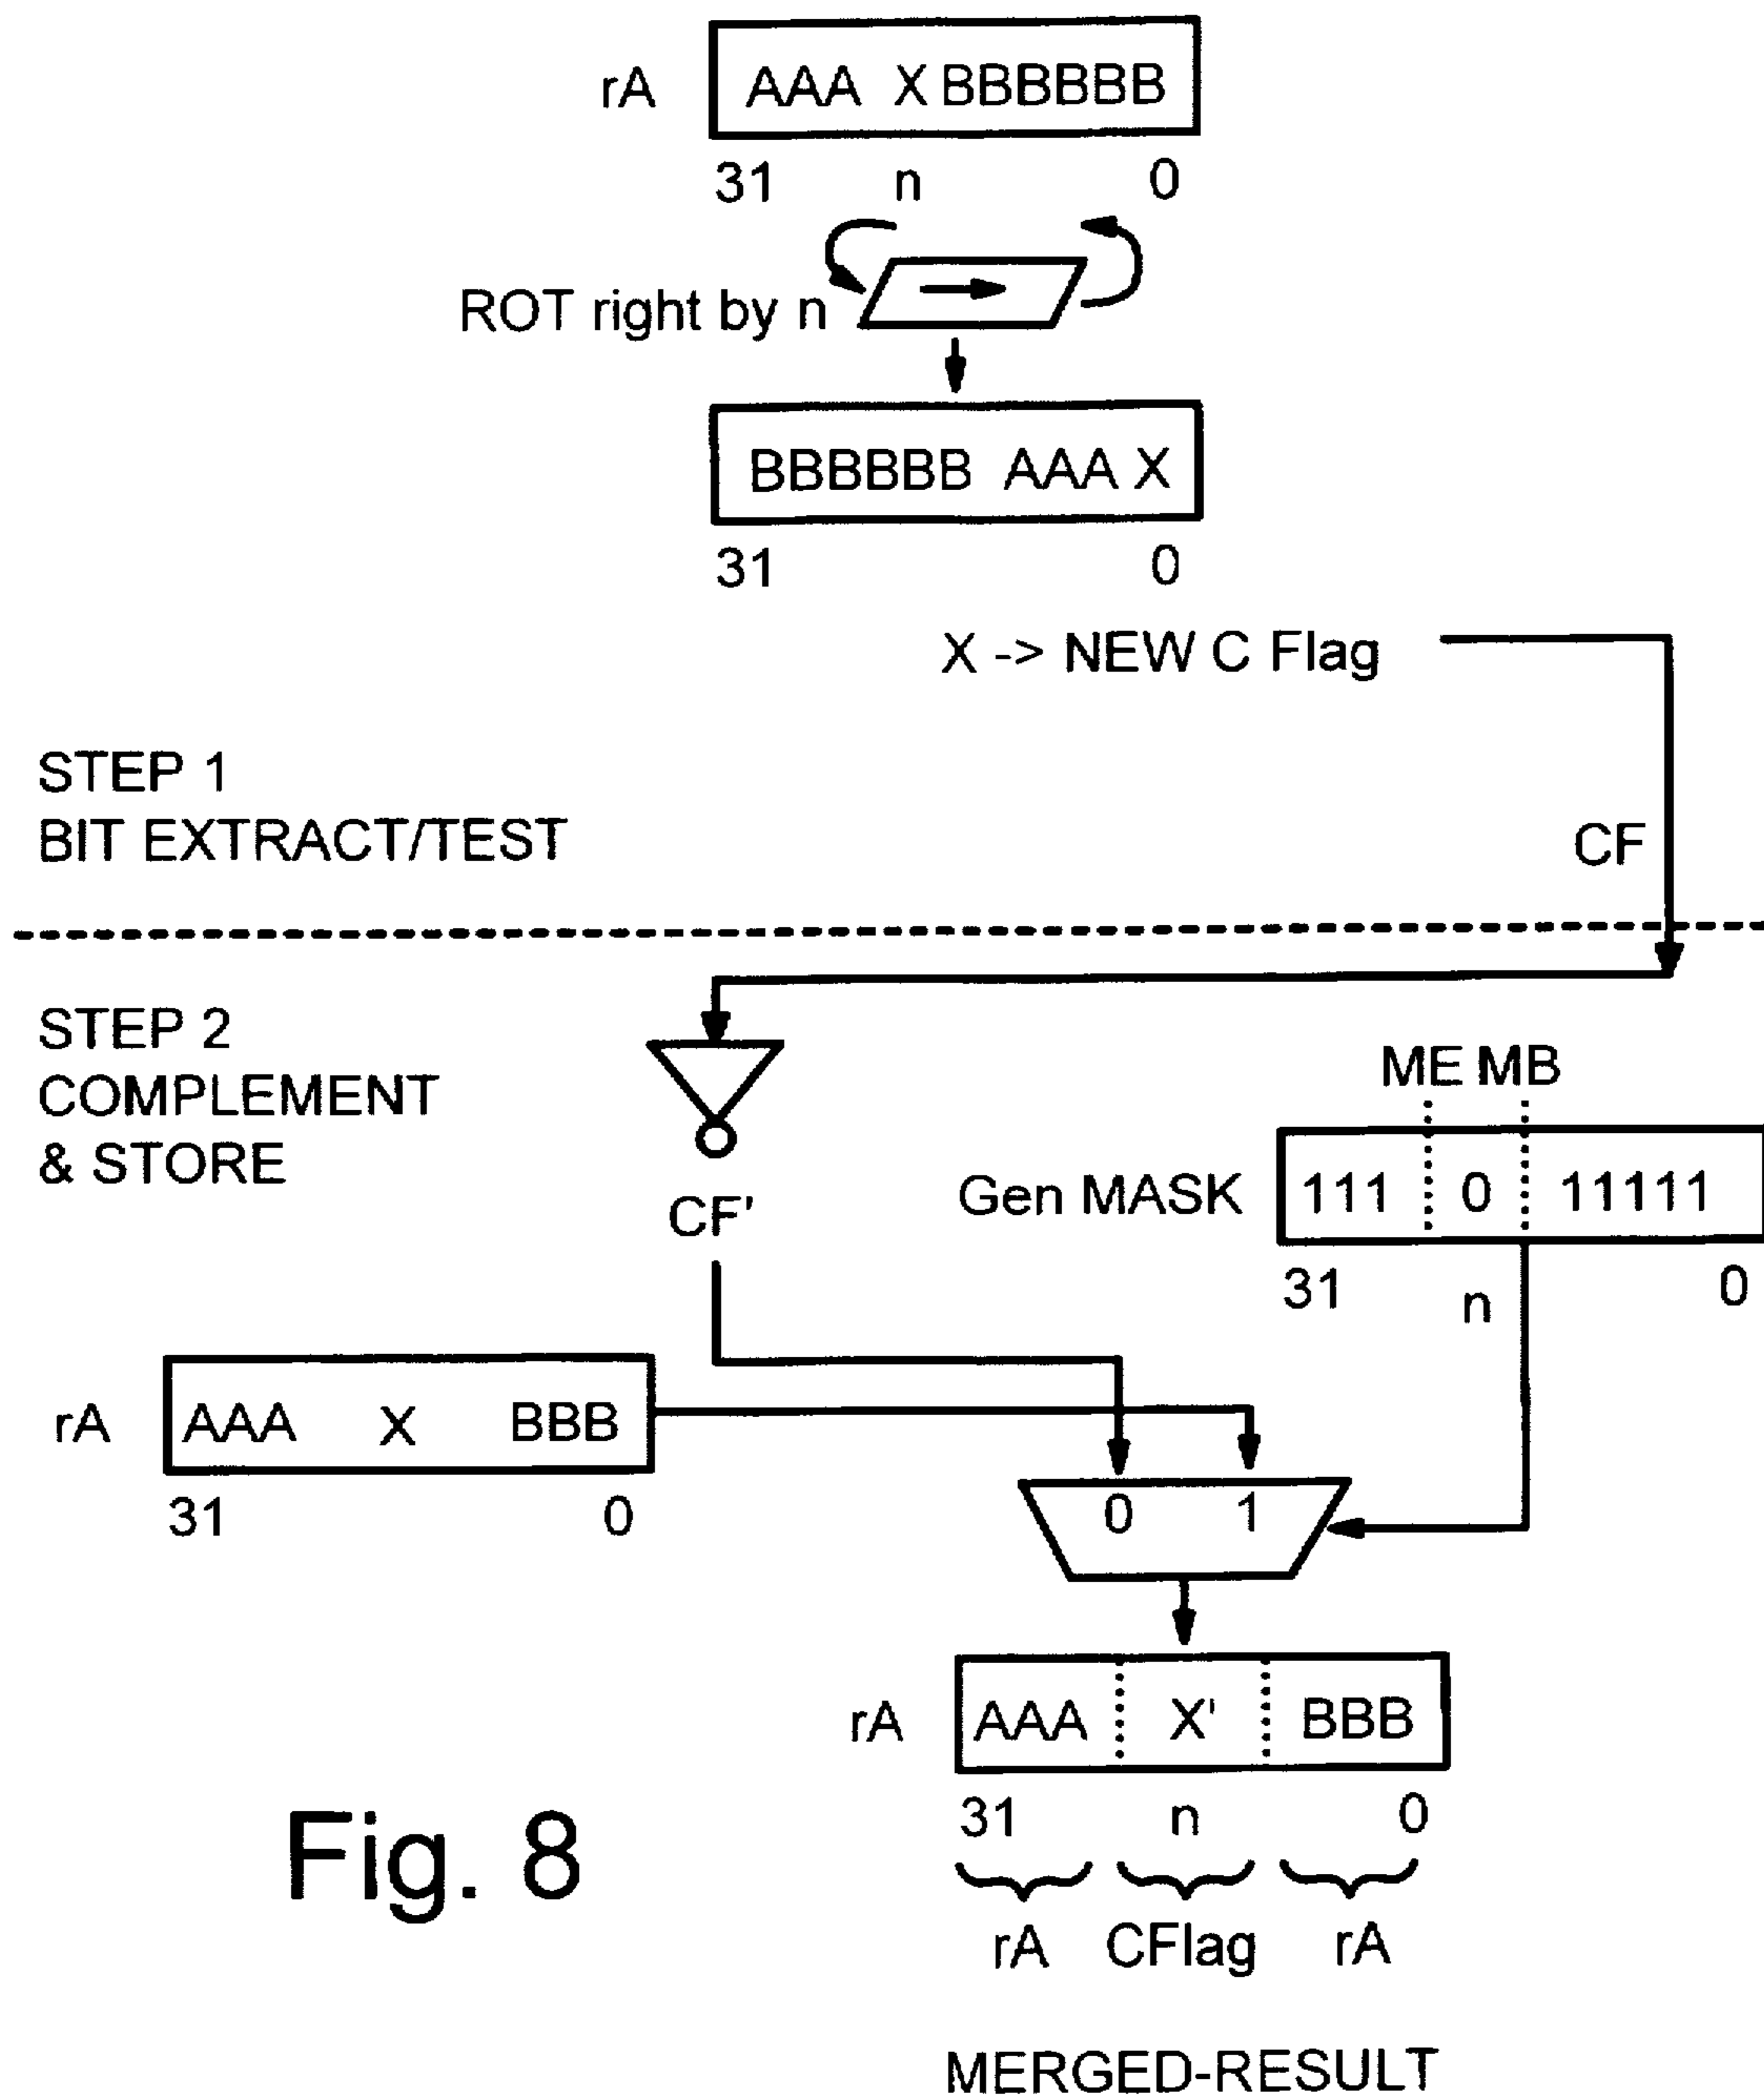 rA AAA X BBBBBB
31 n 0
ROT right by n
BBBBBB AAA X
31 0
X -> NEW C Flag
STEP 1
BIT EXTRACT/TEST
CF
STEP 2
COMPLEMENT
& STORE
ME MB
Gen MASK 111 0 11111
31 n 0
CF'
rA AAA X BBB
31 0
0 1
rA AAA X' BBB
31 n 0
rA CFlag rA
Fig. 8
MERGED-RESULT